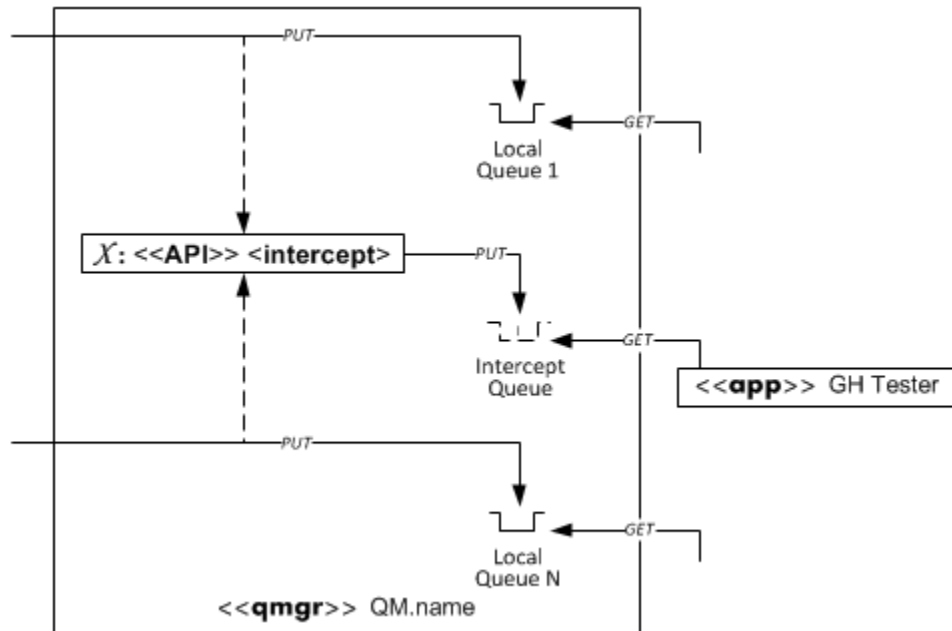 PUT
GET
Local
Queue 1
X: <<API>> <intercept>
PUT
GET
Intercept
Queue
<<app>> GH Tester
PUT
GET
Local
Queue N
<<qmgr>> QM.name